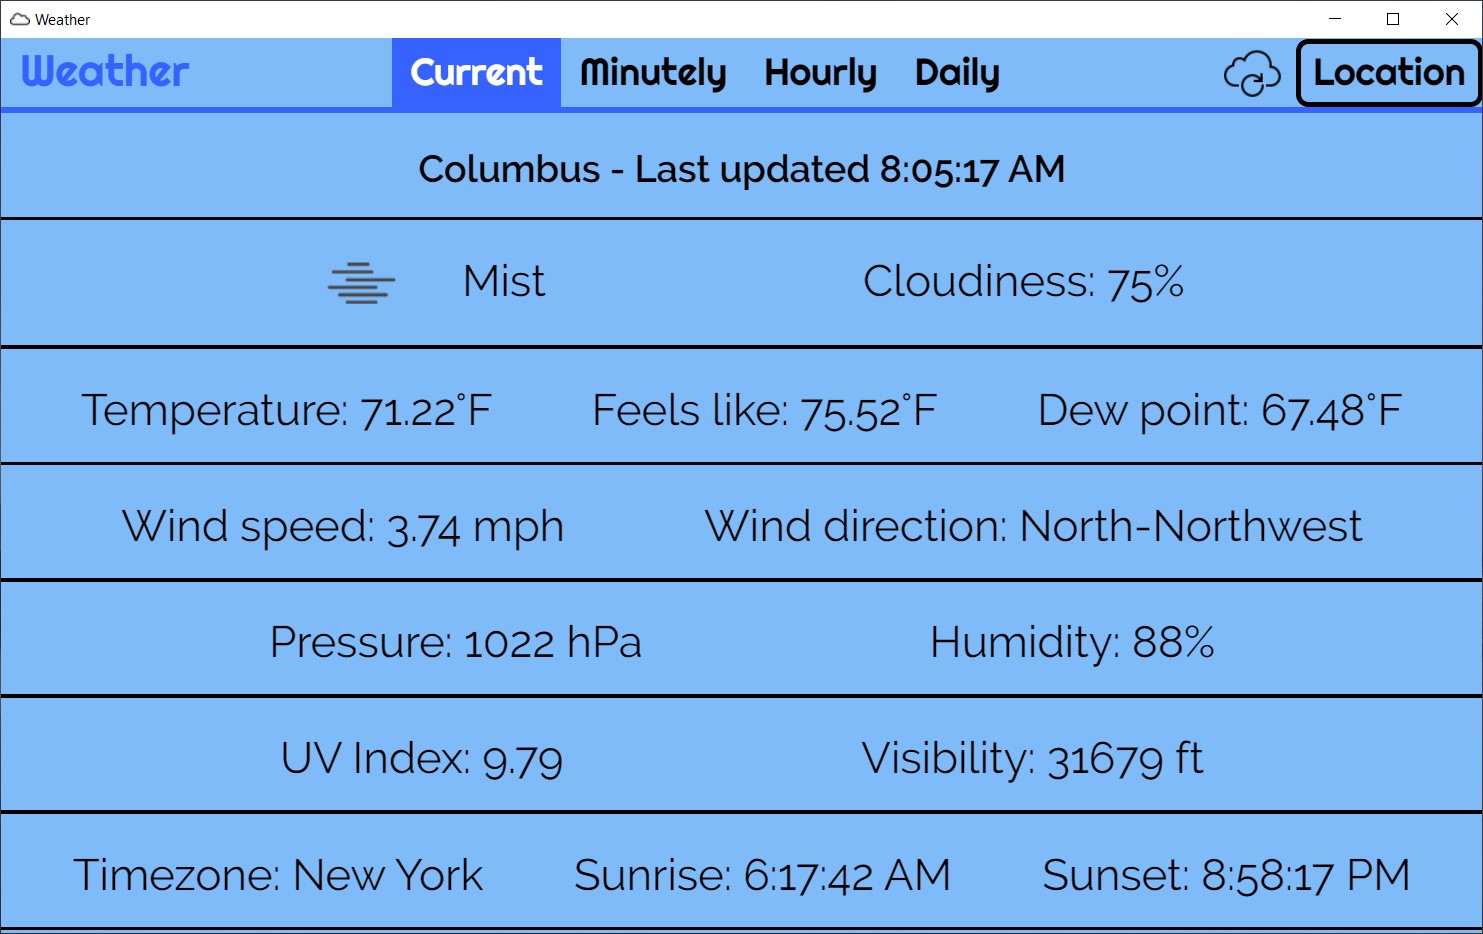 Weather
Weather Current Minutely Hourly Daily Location
Columbus - Last updated 8:05:17 AM
Mist Cloudiness: 75%
Temperature: 71.22°F Feels like: 75.52°F Dew point: 67.48°F
Wind speed: 3.74 mph Wind direction: North-Northwest
Pressure: 1022 hPa Humidity: 88%
UV Index: 9.79 Visibility: 31679 ft
Timezone: New York Sunrise: 6:17:42 AM Sunset: 8:58:17 PM